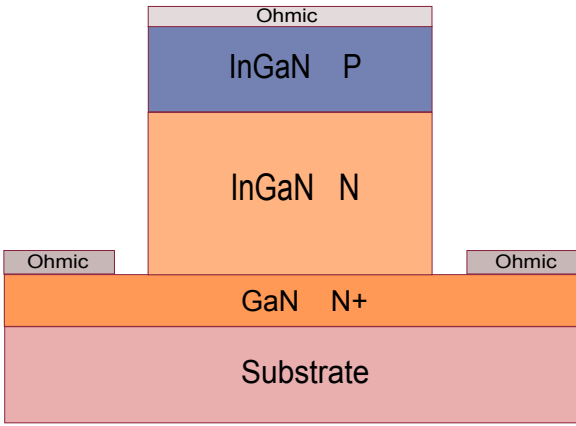 Ohmic
InGaN P
InGaN N
Ohmic Ohmic
GaN N+
Substrate